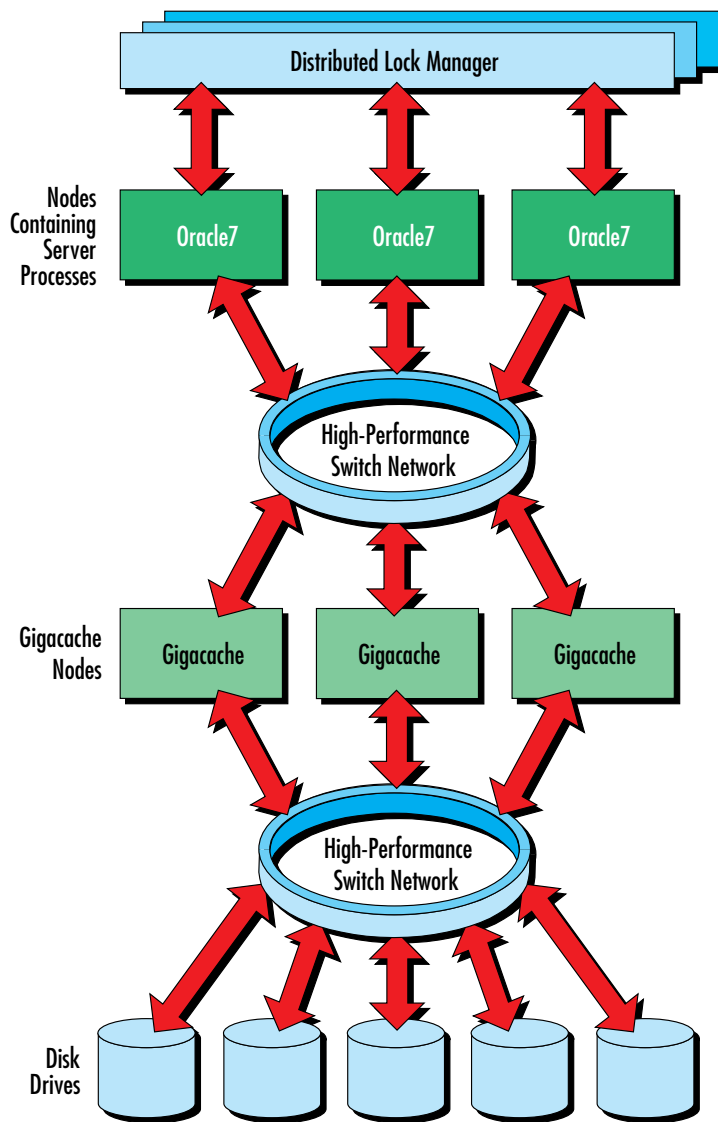 Distributed Lock Manager
Nodes
Containing
Server
Processes
Oracle7
Oracle7
Oracle7
High-Performance
Switch Network
Gigacache
Nodes
Gigacache
Gigacache
Gigacache
High-Performance
Switch Network
Disk
Drives